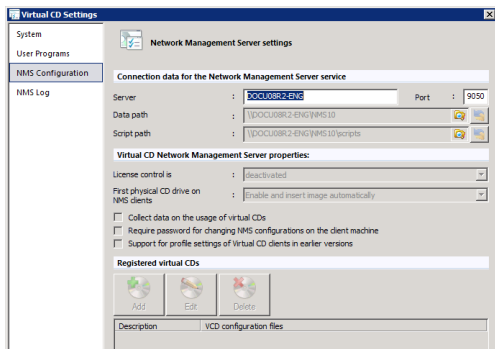 Virtual CD Settings
System
User Programs
NMS Configuration
NMS Log
Network Management Server settings
Connection data for the Network Management Server service
Server : DOCU08R2-ENG Port : 9050
Data path : \\DOCU08R2-ENG\NMS10
Script path : \\DOCU08R2-ENG\NMS10\scripts
Virtual CD Network Management Server properties:
License control is : deactivated
First physical CD drive on
NMS clients : Enable and insert image automatically
Collect data on the usage of virtual CDs
Require password for changing NMS configurations on the client machine
Support for profile settings of Virtual CD clients in earlier versions
Registered virtual CDs
Add Edit Delete
Description VCD configuration files